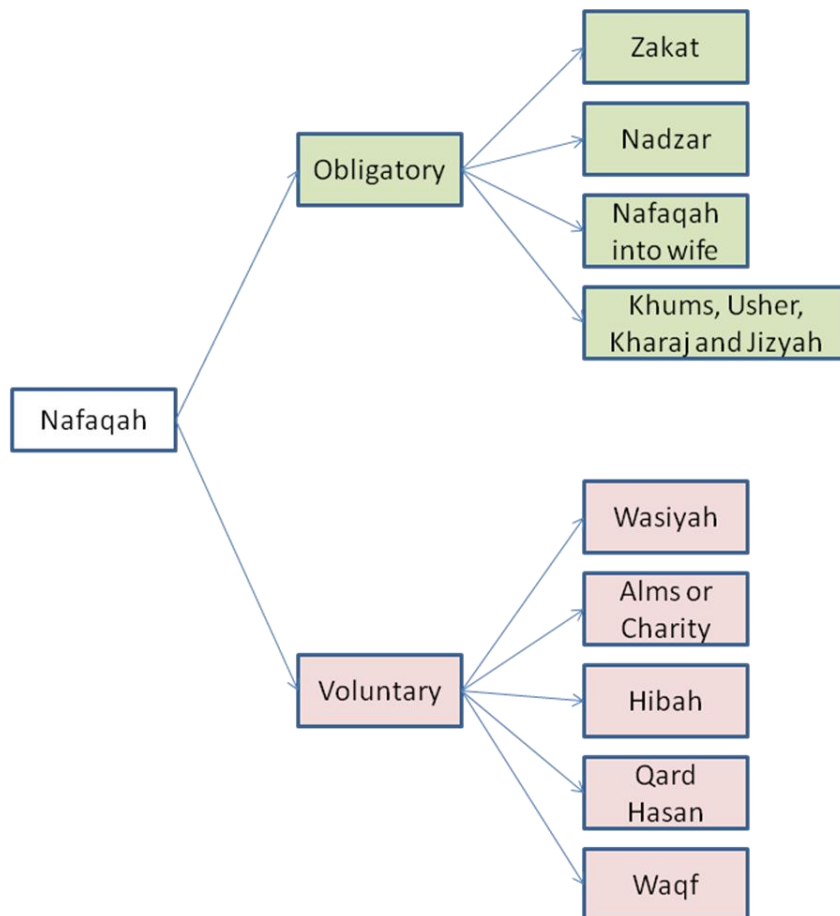 Zakat
Obligatory
Nadzar
Nafaqah
into wife
Khums, Usher,
Kharaj and Jizyah
Nafaqah
Wasiyah
Alms or
Charity
Voluntary
Hibah
Qard
Hasan
Waqf